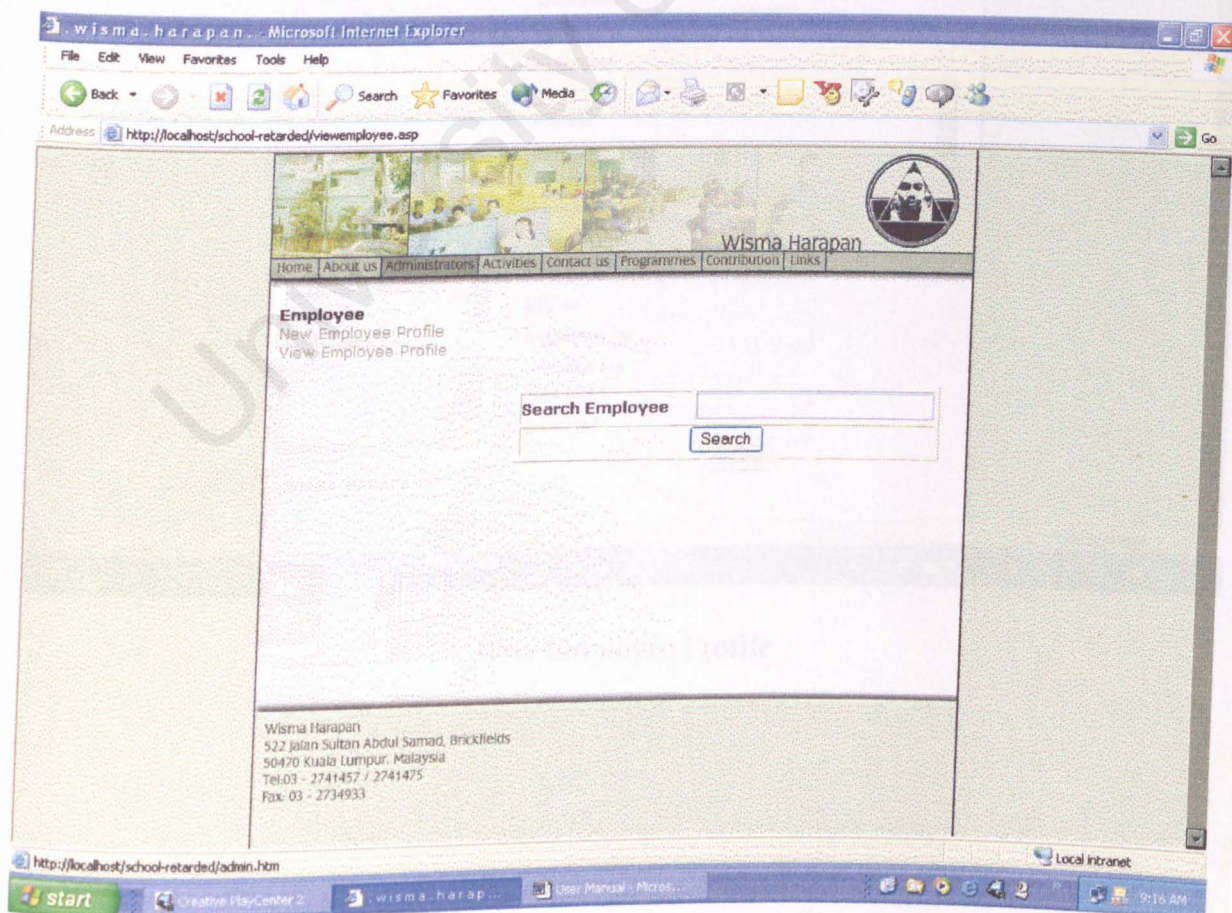 . w i s m a . h a r a p a n . - Microsoft Internet Explorer
File Edit View Favorites Tools Help
Back Search Favorites Media
Address http://localhost/school-retarded/viewemployee.asp Go
Wisma Harapan
Home About us Administrators Activities Contact us Programmes Contribution Links
Employee
New Employee Profile
View Employee Profile
Search Employee
Search
Wisma Harapan
522 Jalan Sultan Abdul Samad, Brickfields
50470 Kuala Lumpur. Malaysia
Tel:03 - 2741457 / 2741475
Fax: 03 - 2734933
http://localhost/school-retarded/admin.htm Local intranet
start Creative PlayCenter 2 . w i s m a . h a r a p ... User Manual - Micros... 9:16 AM
University